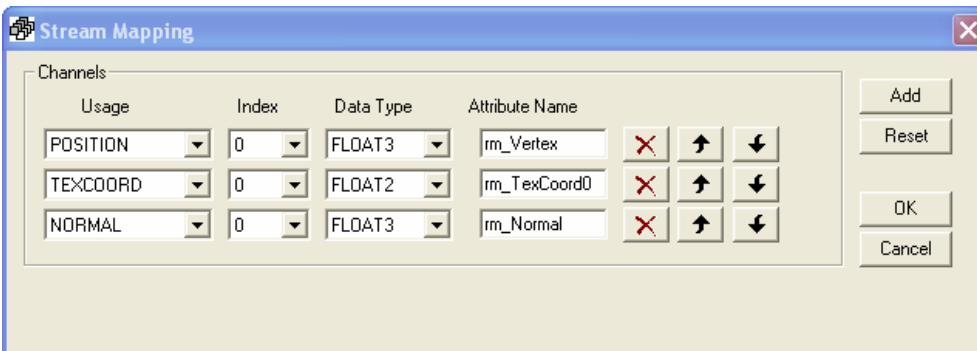 Stream Mapping
Channels
Usage Index Data Type Attribute Name
POSITION 0 FLOAT3 rm_Vertex
TEXCOORD 0 FLOAT2 rm_TexCoord0
NORMAL 0 FLOAT3 rm_Normal
Add
Reset
OK
Cancel